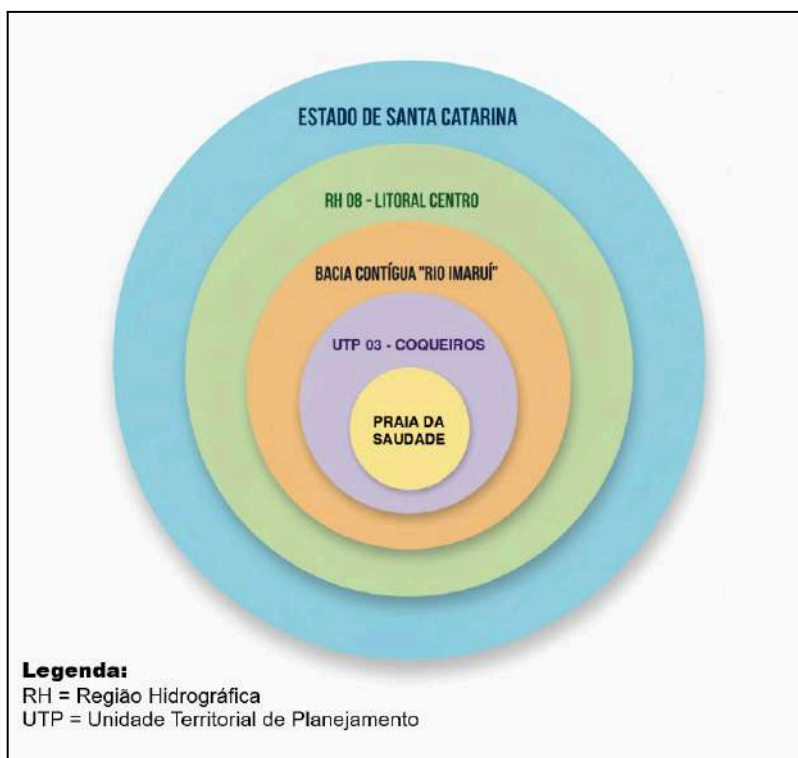 ESTADO DE SANTA CATARINA
RH 08 - LITORAL CENTRO
BACIA CONTÍGUA "RIO IMARUÍ"
UTP 03 - COQUEIROS
PRAIA DA
SAUDADE
Legenda:
RH = Região Hidrográfica
UTP = Unidade Territorial de Planejamento